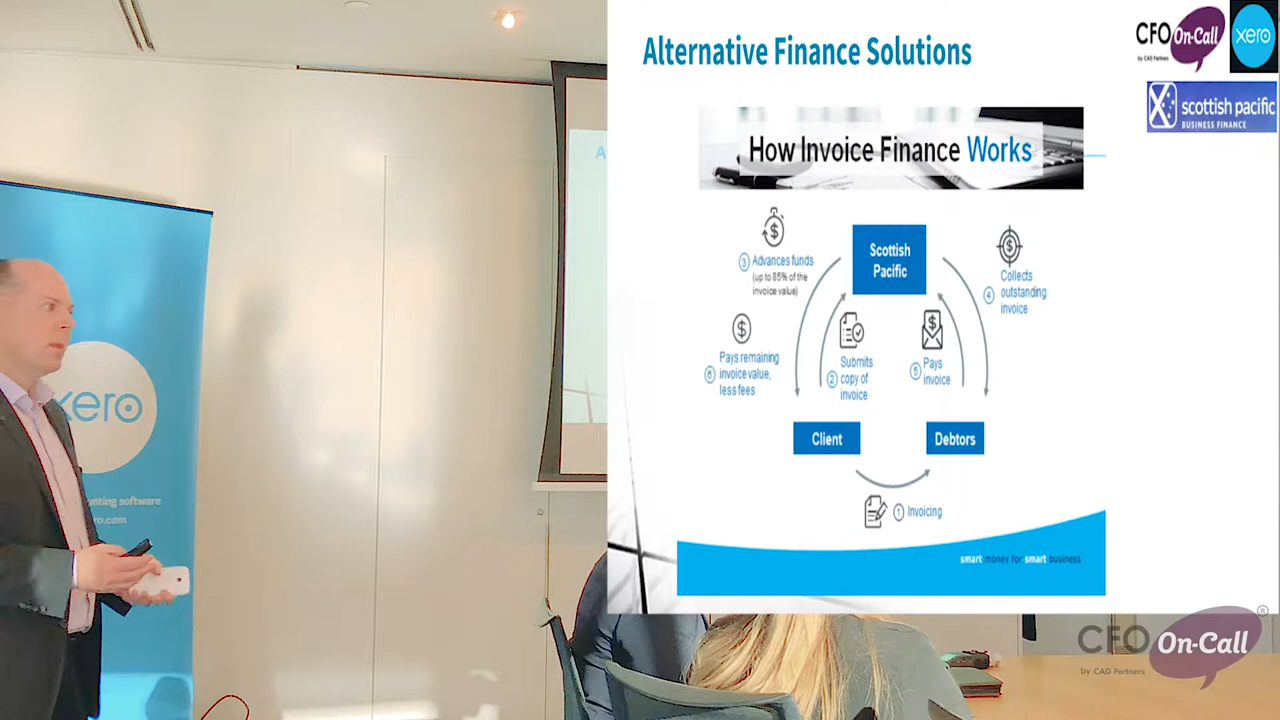 Alternative Finance Solutions
CFO On-Call
by CAD Partners
xero
scottish pacific
BUSINESS FINANCE
How Invoice Finance Works
Scottish
Pacific
3 Advances funds
(up to 85% of the
invoice value)
4 Collects
outstanding
invoice
6 Pays remaining
invoice value,
less fees
2 Submits
copy of
invoice
5 Pays
invoice
Client
Debtors
1 Invoicing
smart money for smart business
xero
software
CFO On-Call ®
by CAD Partners